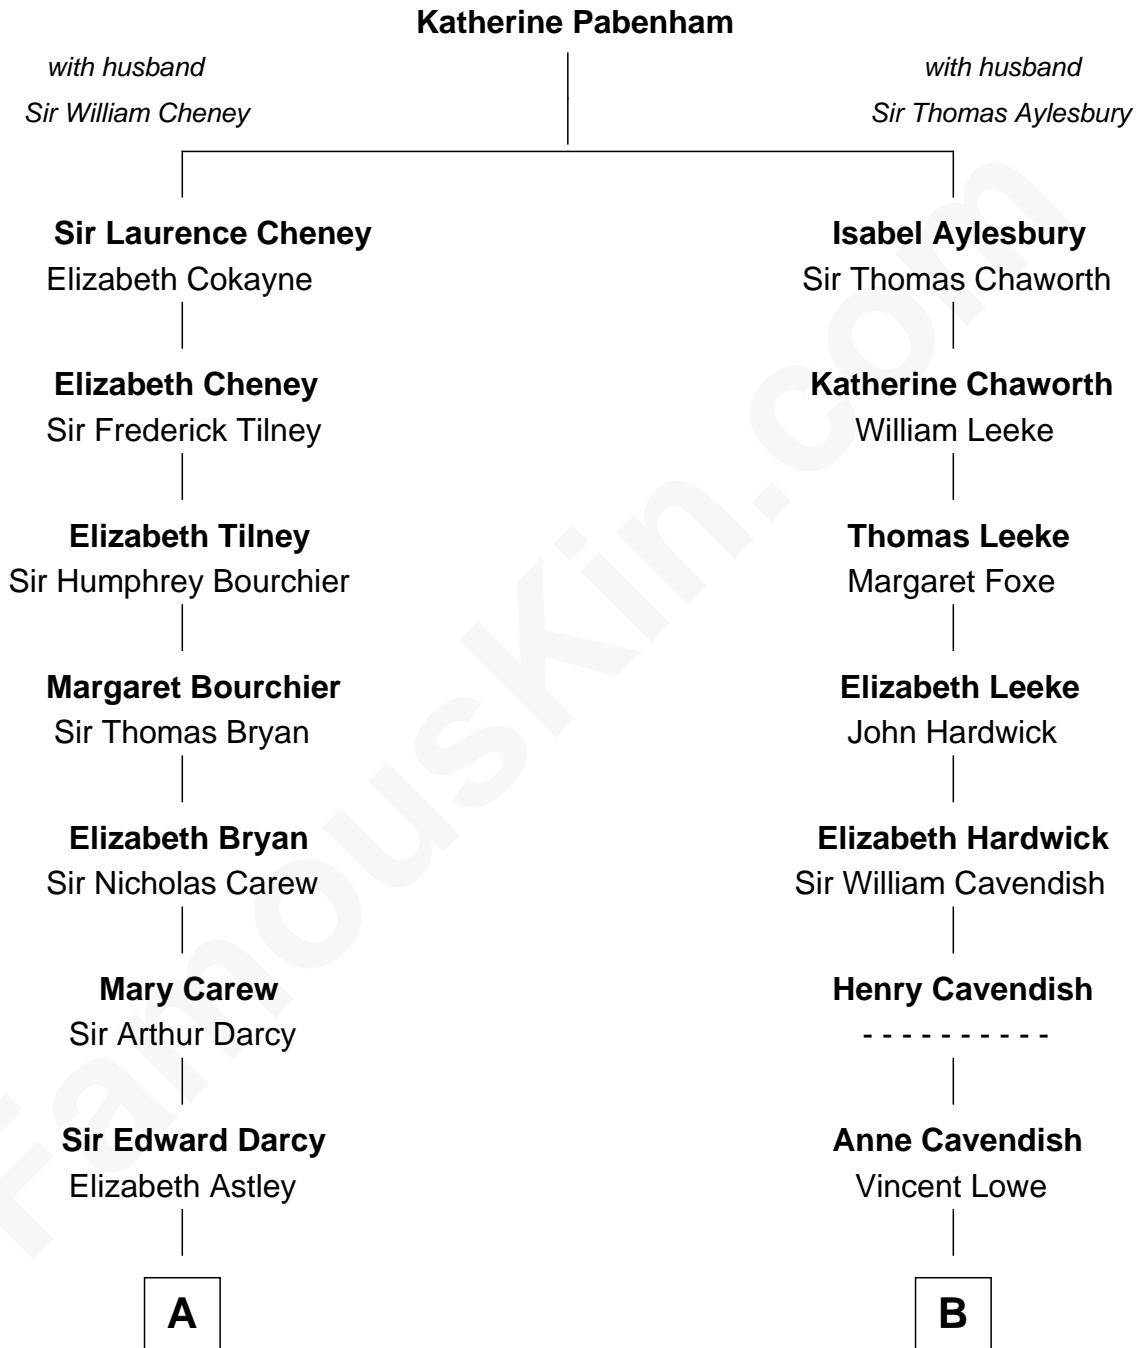 Katherine Pabenham
with husband
Sir William Cheney
with husband
Sir Thomas Aylesbury
Sir Laurence Cheney
Elizabeth Cokayne
Elizabeth Cheney
Sir Frederick Tilney
Elizabeth Tilney
Sir Humphrey Bourchier
Margaret Bourchier
Sir Thomas Bryan
Elizabeth Bryan
Sir Nicholas Carew
Mary Carew
Sir Arthur Darcy
Sir Edward Darcy
Elizabeth Astley
A
Isabel Aylesbury
Sir Thomas Chaworth
Katherine Chaworth
William Leeke
Thomas Leeke
Margaret Foxe
Elizabeth Leeke
John Hardwick
Elizabeth Hardwick
Sir William Cavendish
Henry Cavendish
- - - - - - - - - -
Anne Cavendish
Vincent Lowe
B
FamousKin.com